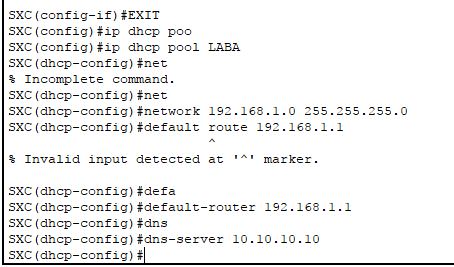 SXC(config-if)#EXIT
SXC(config)#ip dhcp poo
SXC(config)#ip dhcp pool LABA
SXC(dhcp-config)#net
% Incomplete command.
SXC(dhcp-config)#net
SXC(dhcp-config)#network 192.168.1.0 255.255.255.0
SXC(dhcp-config)#default route 192.168.1.1
^
% Invalid input detected at '^' marker.
SXC(dhcp-config)#defa
SXC(dhcp-config)#default-router 192.168.1.1
SXC(dhcp-config)#dns
SXC(dhcp-config)#dns-server 10.10.10.10
SXC(dhcp-config)#